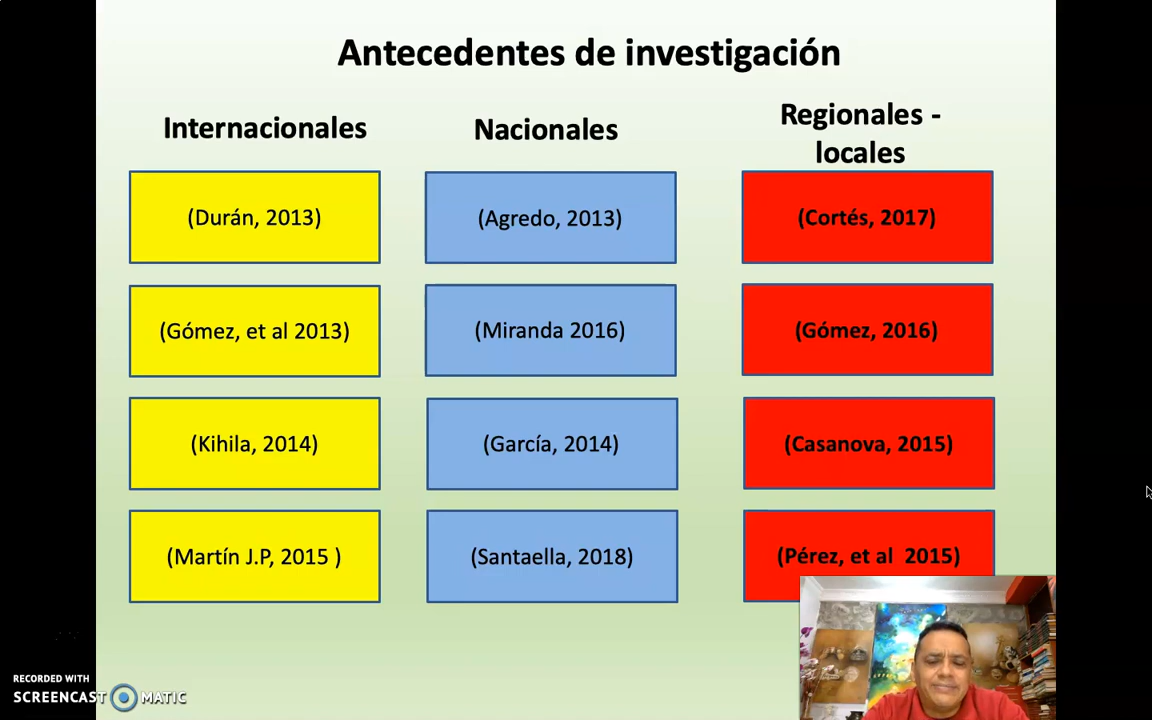 Antecedentes de investigación
Internacionales
Nacionales
Regionales -
locales
(Durán, 2013)
(Agredo, 2013)
(Cortés, 2017)
(Gómez, et al 2013)
(Miranda 2016)
(Gómez, 2016)
(Kihila, 2014)
(García, 2014)
(Casanova, 2015)
(Martín J.P, 2015 )
(Santaella, 2018)
(Pérez, et al  2015)
RECORDED WITH
SCREENCAST MATIC